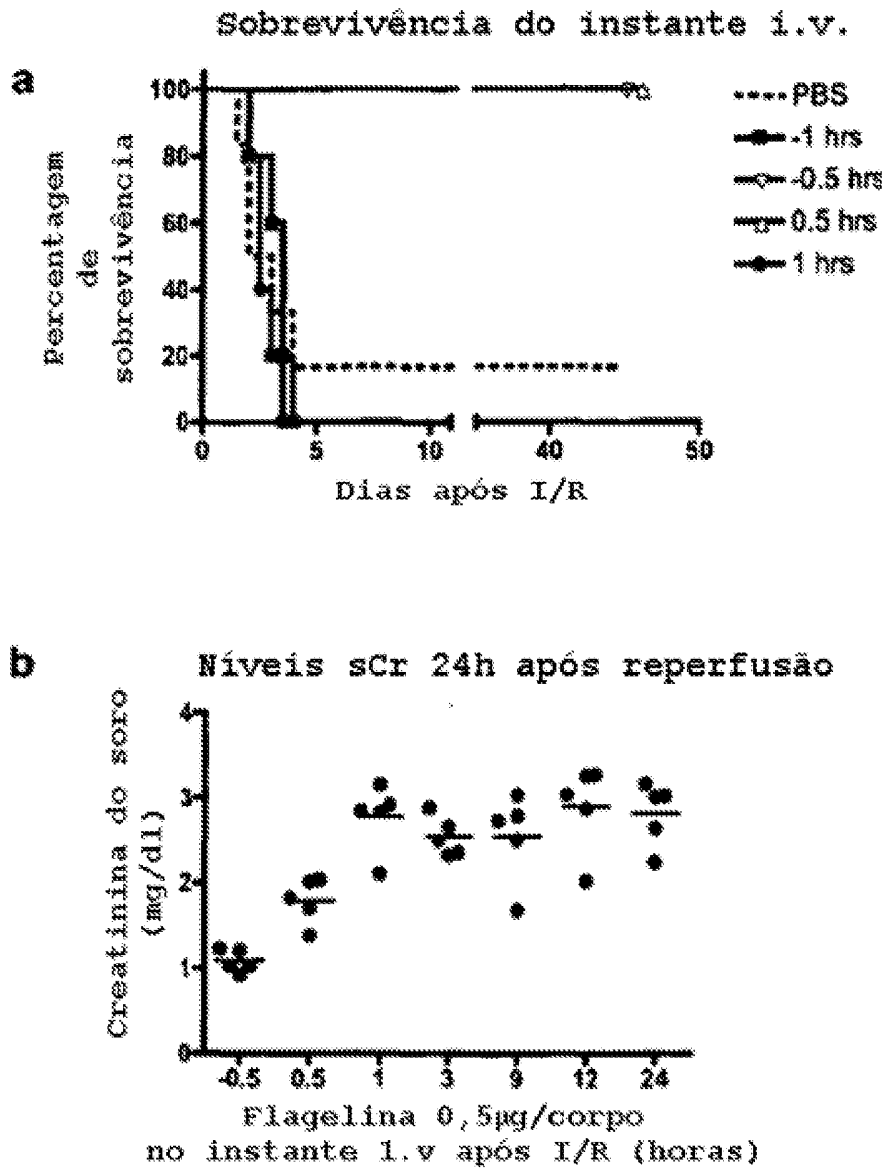 Sobrevivência do instante i.v.
a
Percentagem
de
sobrevivência
100
80
60
40
20
0
0 5 10 40 50
Dias após I/R
PBS
-1 hrs
-0.5 hrs
0.5 hrs
1 hrs
b
Níveis sCr 24h após reperfusão
Creatinina do soro
(mg/dl)
4
3
2
1
0
-0.5 0.5 1 3 9 12 24
Flagelina 0,5µg/corpo
no instante 1.v após I/R (horas)